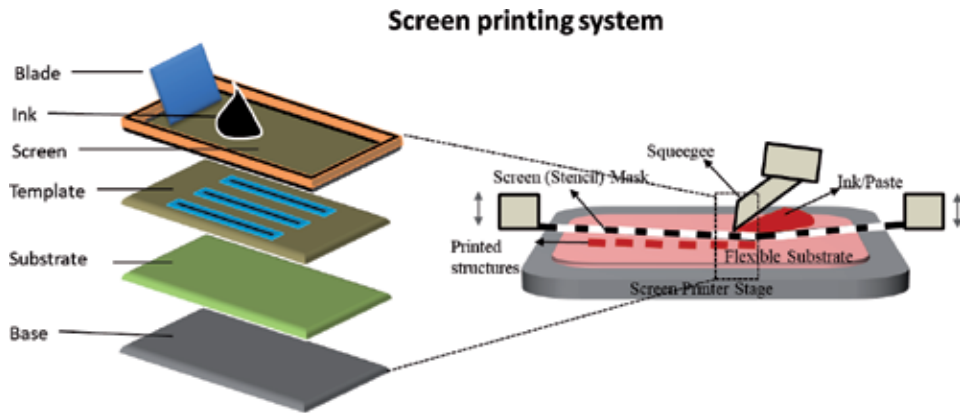 Screen printing system
Blade
Ink
Screen
Template
Substrate
Base
Squeegee
Screen (Stencil) Mask
Ink/Paste
Printed
structures
Flexible Substrate
Screen Printer Stage